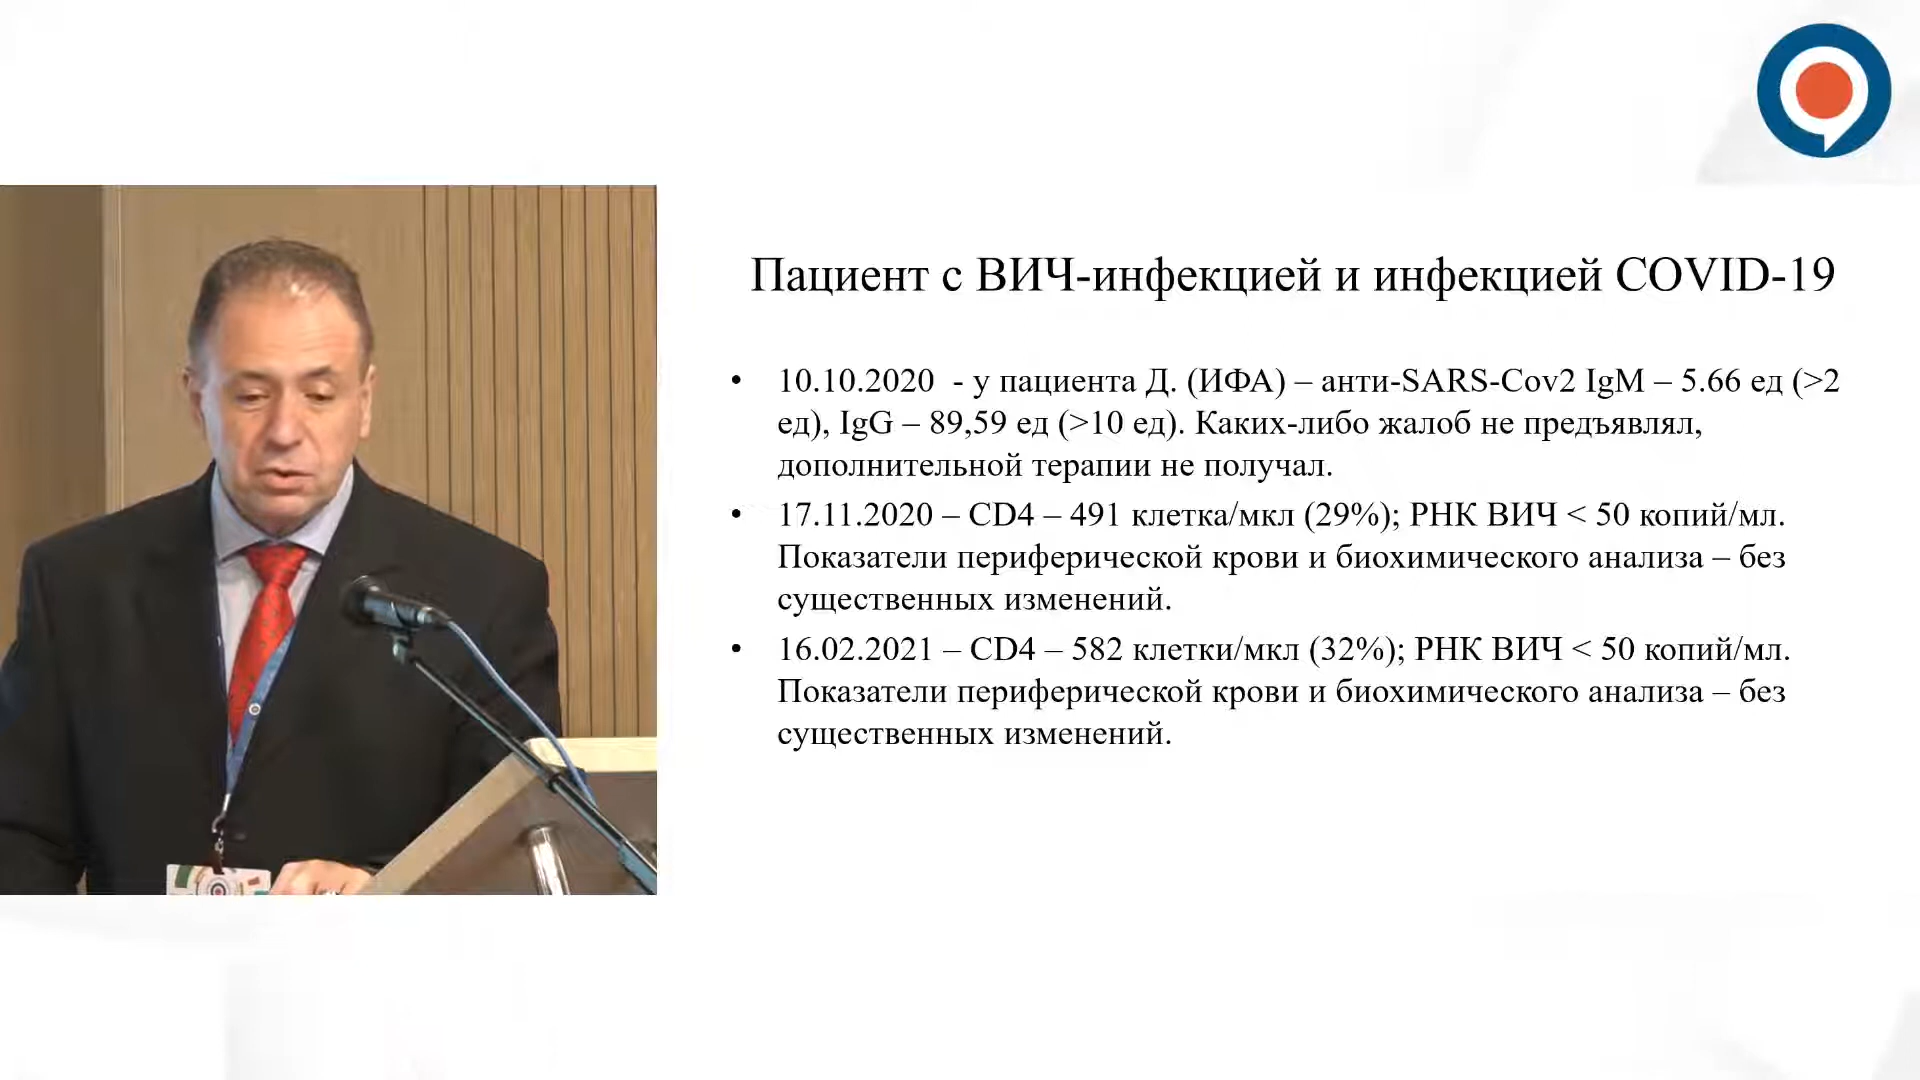 Пациент с ВИЧ-инфекцией и инфекцией COVID-19
• 10.10.2020  - у пациента Д. (ИФА) – анти-SARS-Cov2 IgM – 5.66 ед (>2
ед), IgG – 89,59 ед (>10 ед). Каких-либо жалоб не предъявлял,
дополнительной терапии не получал.
• 17.11.2020 – CD4 – 491 клетка/мкл (29%); РНК ВИЧ < 50 копий/мл.
Показатели периферической крови и биохимического анализа – без
существенных изменений.
• 16.02.2021 – CD4 – 582 клетки/мкл (32%); РНК ВИЧ < 50 копий/мл.
Показатели периферической крови и биохимического анализа – без
существенных изменений.